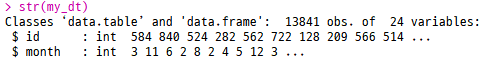 > str(my_dt)
Classes ‘data.table’ and 'data.frame':  13841 obs. of  24 variables:
 $ id     : int  584 840 524 282 562 722 128 209 566 514 ...
 $ month  : int  3 11 6 2 8 2 4 5 12 3 ...